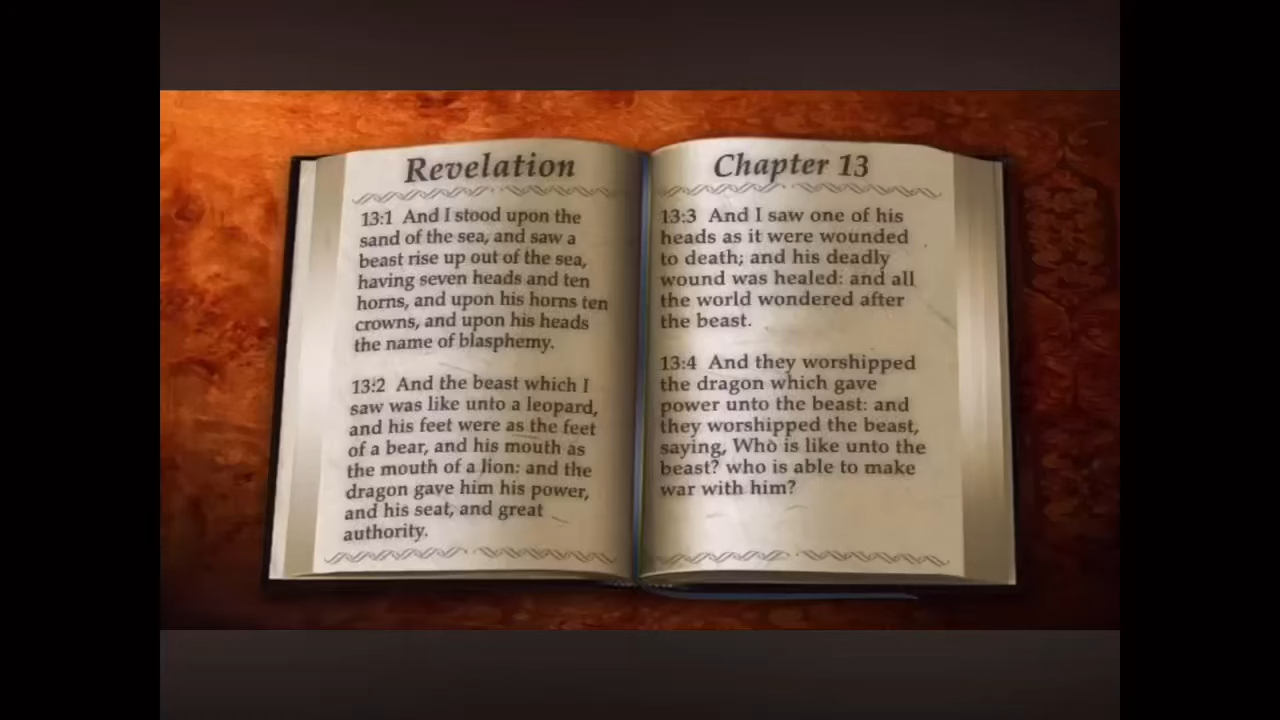 Revelation
13:1 And I stood upon the
sand of the sea, and saw a
beast rise up out of the sea,
having seven heads and ten
horns, and upon his horns ten
crowns, and upon his heads
the name of blasphemy.
13:2 And the beast which I
saw was like unto a leopard,
and his feet were as the feet
of a bear, and his mouth as
the mouth of a lion: and the
dragon gave him his power,
and his seat, and great
authority.
Chapter 13
13:3 And I saw one of his
heads as it were wounded
to death; and his deadly
wound was healed: and all
the world wondered after
the beast.
13:4 And they worshipped
the dragon which gave
power unto the beast: and
they worshipped the beast,
saying, Who is like unto the
beast? who is able to make
war with him?